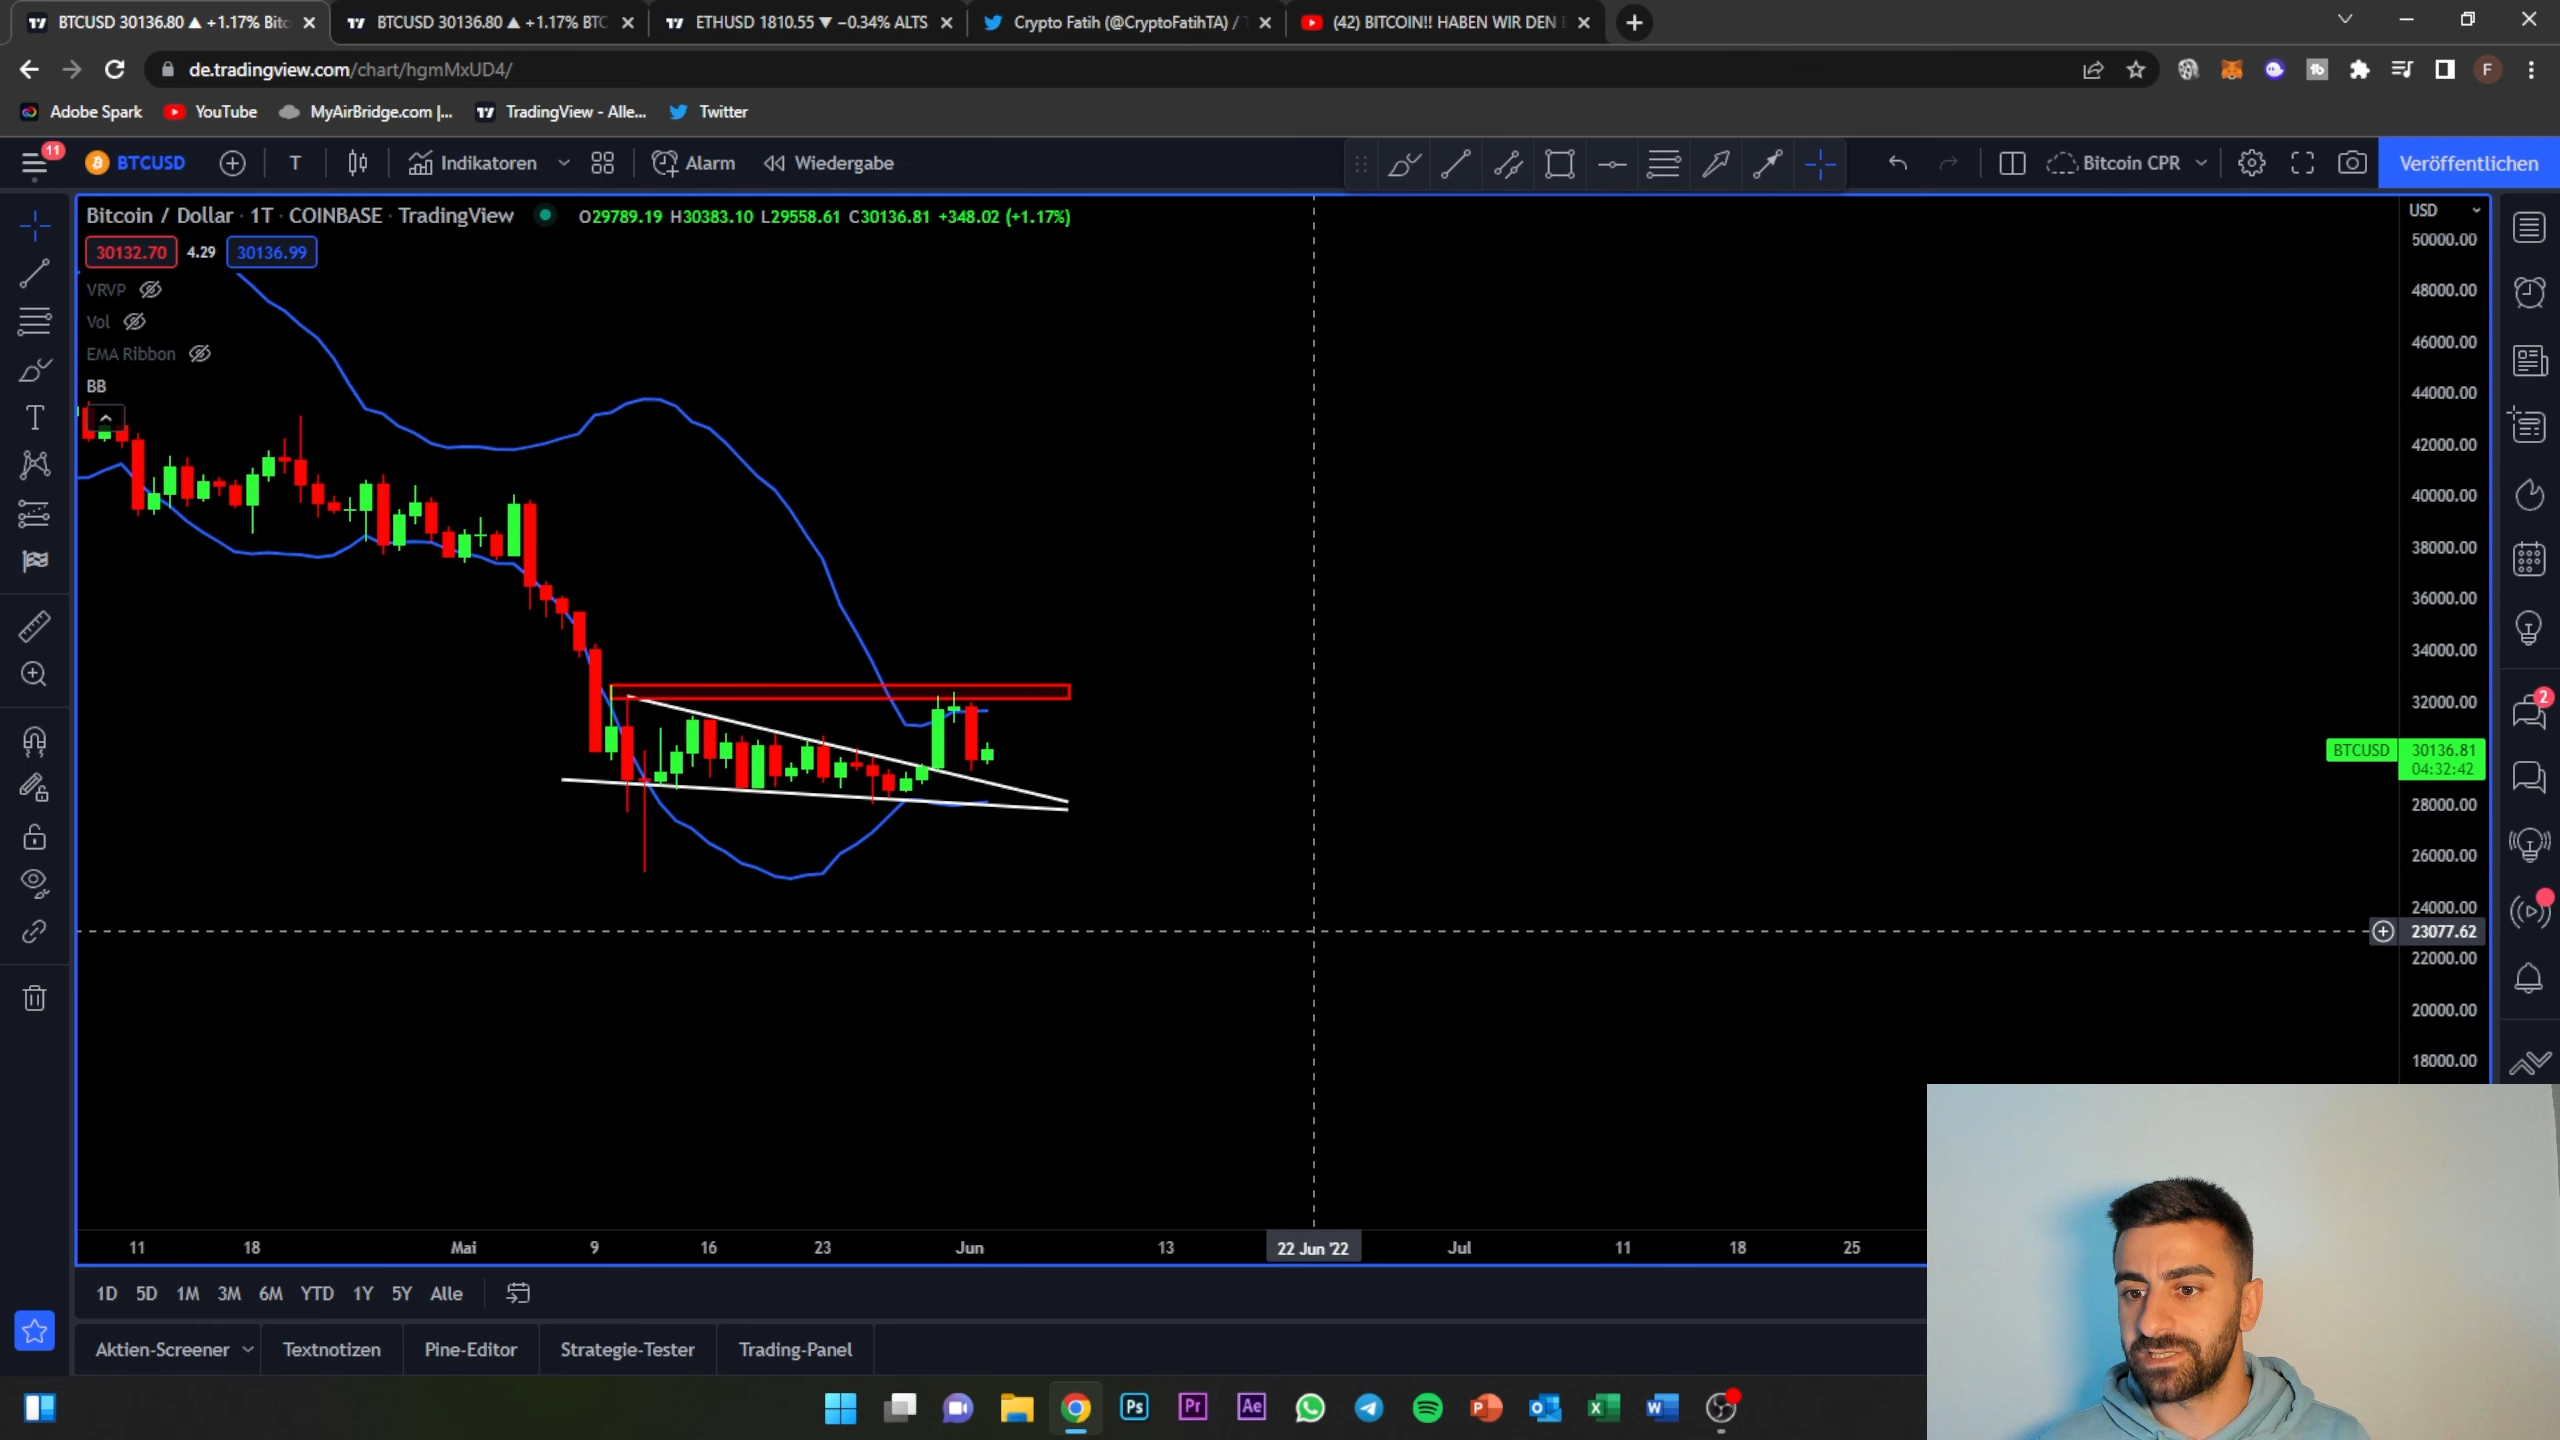 BTCUSD 30136.80 ▲ +1.17% Bitc
BTCUSD 30136.80 ▲ +1.17% BTC
ETHUSD 1810.55 ▼ −0.34% ALTS
Crypto Fatih (@CryptoFatihTA) /
(42) BITCOIN!! HABEN WIR DEN
de.tradingview.com/chart/hgmMxUD4/
F
Adobe Spark
YouTube
MyAirBridge.com |...
TradingView - Alle...
Twitter
11
BTCUSD
T
Indikatoren
Alarm
Wiedergabe
Bitcoin CPR
Veröffentlichen
Bitcoin / Dollar · 1T · COINBASE · TradingView
O29789.19 H30383.10 L29558.61 C30136.81 +348.02 (+1.17%)
30132.70 4.29 30136.99
VRVP
Vol
EMA Ribbon
BB
USD
50000.00
48000.00
46000.00
44000.00
42000.00
40000.00
38000.00
36000.00
34000.00
32000.00
BTCUSD 30136.81
04:32:42
28000.00
26000.00
24000.00
23077.62
22000.00
20000.00
18000.00
2
11 18 Mai 9 16 23 Jun 13 22 Jun '22 Jul 11 18 25
1D 5D 1M 3M 6M YTD 1Y 5Y Alle
Aktien-Screener Textnotizen Pine-Editor Strategie-Tester Trading-Panel
Ps Pr Ae